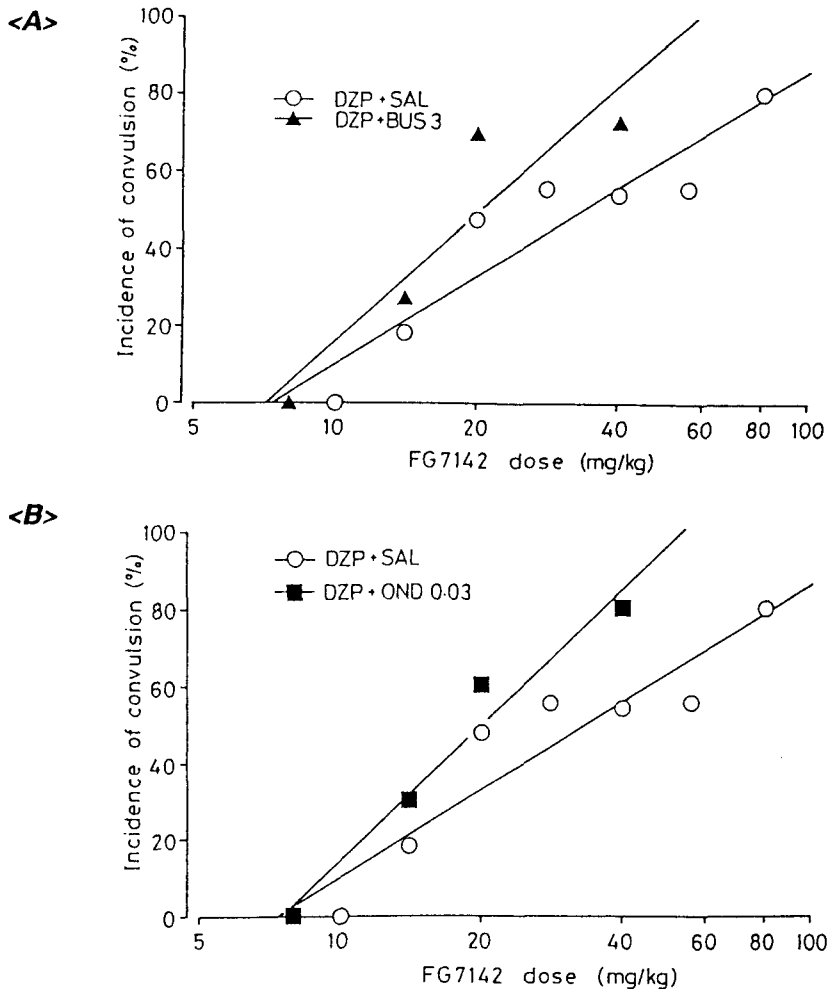 <A>
100
80
60
40
20
0
Incidence of convulsion (%)
DZP + SAL
DZP + BUS 3
5 10 20 40 60 80 100
FG7142 dose (mg/kg)
<B>
100
80
60
40
20
0
Incidence of convulsion (%)
DZP + SAL
DZP + OND 0.03
5 10 20 40 60 80 100
FG7142 dose (mg/kg)